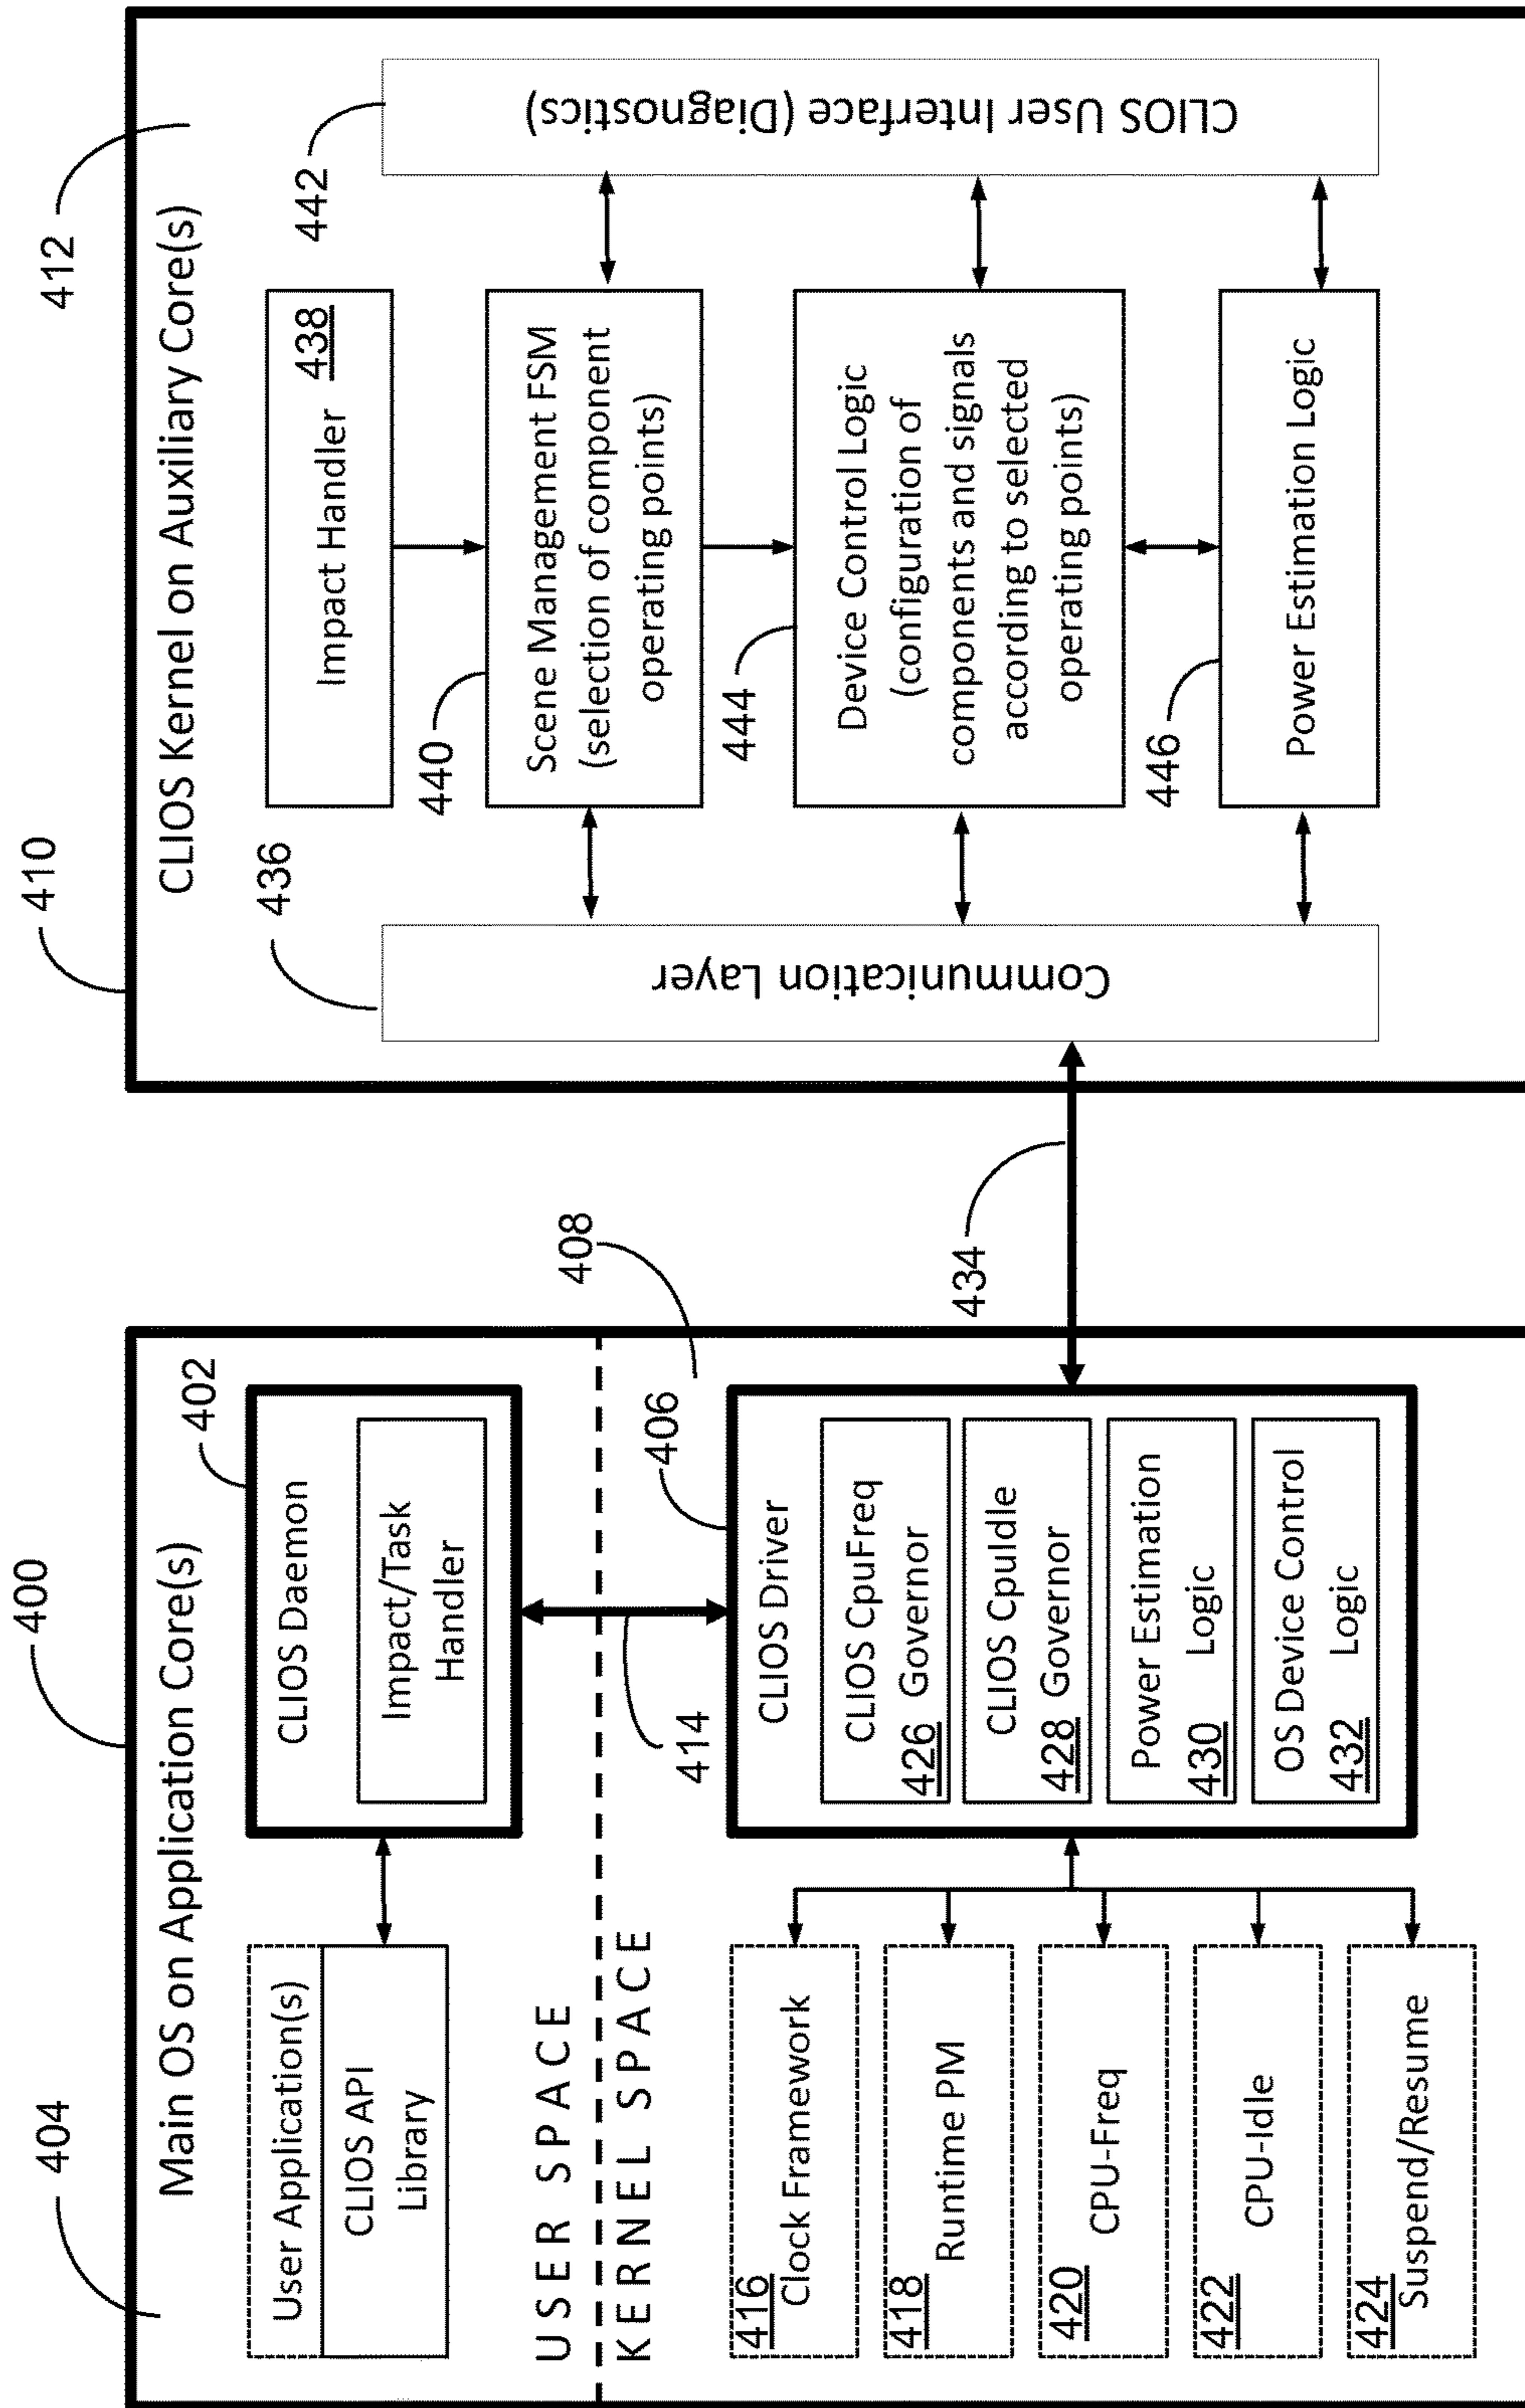 400
404
Main OS on Application Core(s)
User Application(s)
CLIOS API
Library
402
CLIOS Daemon
Impact/Task
Handler
USER SPACE
KERNEL SPACE
414
408
406
416
Clock Framework
418
Runtime PM
420
CPU-Freq
422
CPU-Idle
424
Suspend/Resume
CLIOS Driver
CLIOS CpuFreq
426 Governor
CLIOS CpuIdle
428 Governor
Power Estimation
430 Logic
OS Device Control
432 Logic
434
410
412
CLIOS Kernel on Auxiliary Core(s)
436
Communication Layer
Impact Handler
438
440
Scene Management FSM
(selection of component
operating points)
444
Device Control Logic
(configuration of
components and signals
according to selected
operating points)
446
Power Estimation Logic
442
CLIOS User Interface (Diagnostics)